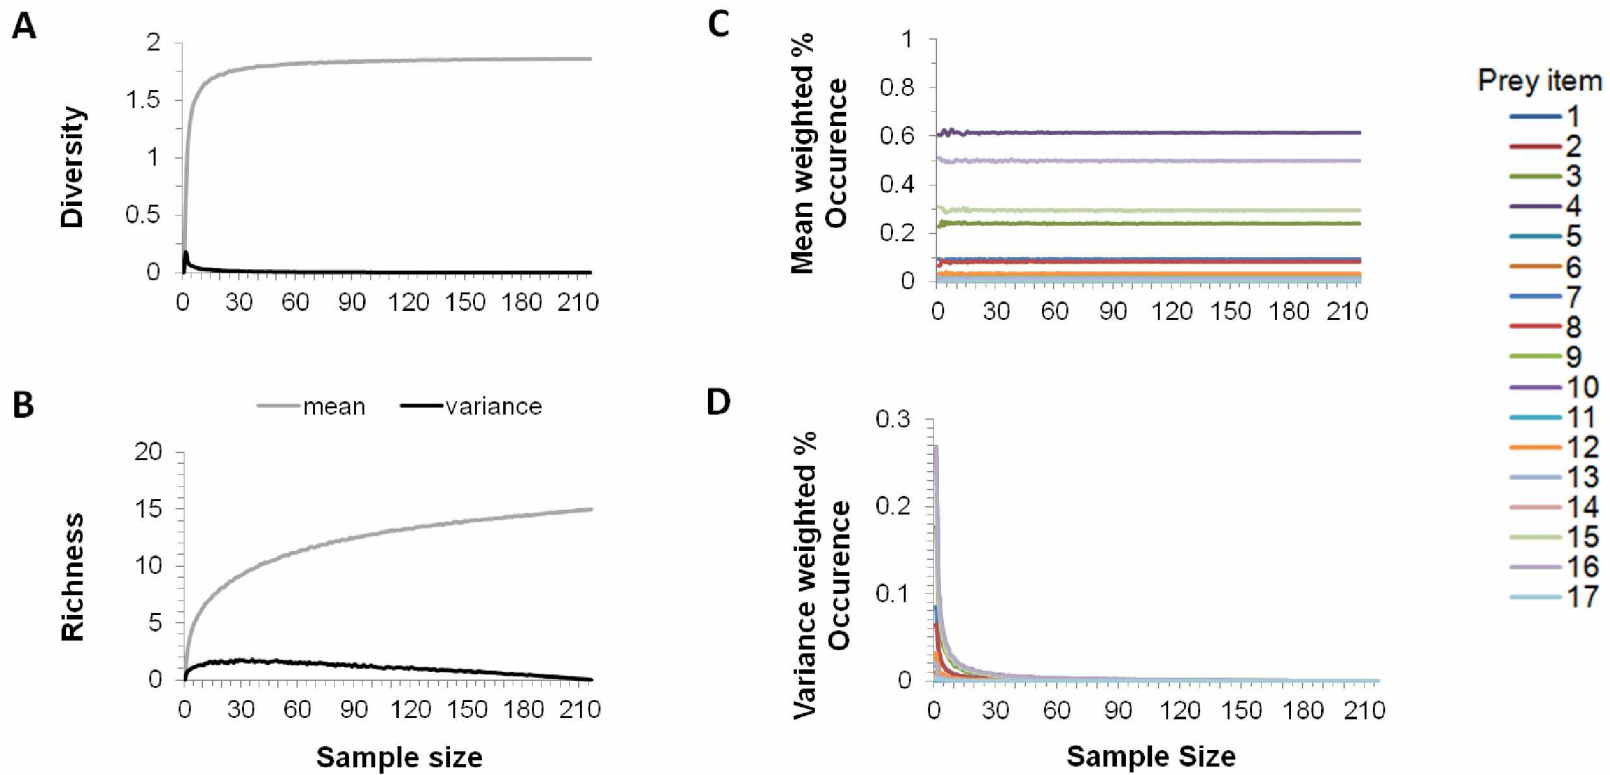 A
Diversity
2
1.5
1
0.5
0
0 30 60 90 120 150 180 210
B
mean variance
Richness
20
15
10
5
0
0 30 60 90 120 150 180 210
Sample size
C
Mean weighted %
Occurence
1
0.8
0.6
0.4
0.2
0
0 30 60 90 120 150 180 210
D
Variance weighted %
Occurence
0.3
0.2
0.1
0
0 30 60 90 120 150 180 210
Sample Size
Prey item
1
2
3
4
5
6
7
8
9
10
11
12
13
14
15
16
17